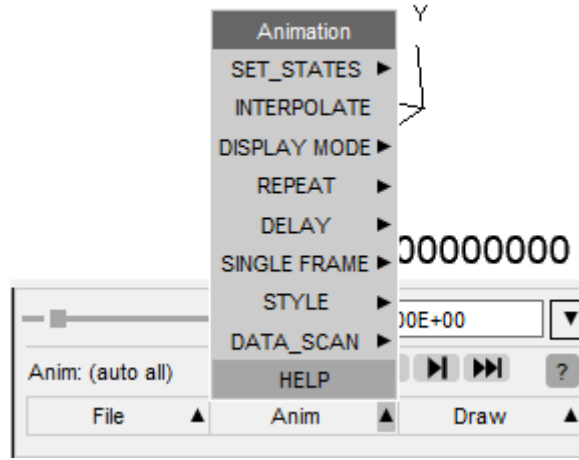 Y
Animation
SET_STATES
INTERPOLATE
DISPLAY MODE
REPEAT
DELAY
SINGLE FRAME
00000000
STYLE
00E+00
DATA_SCAN
Anim: (auto all)
HELP
?
File
Anim
Draw